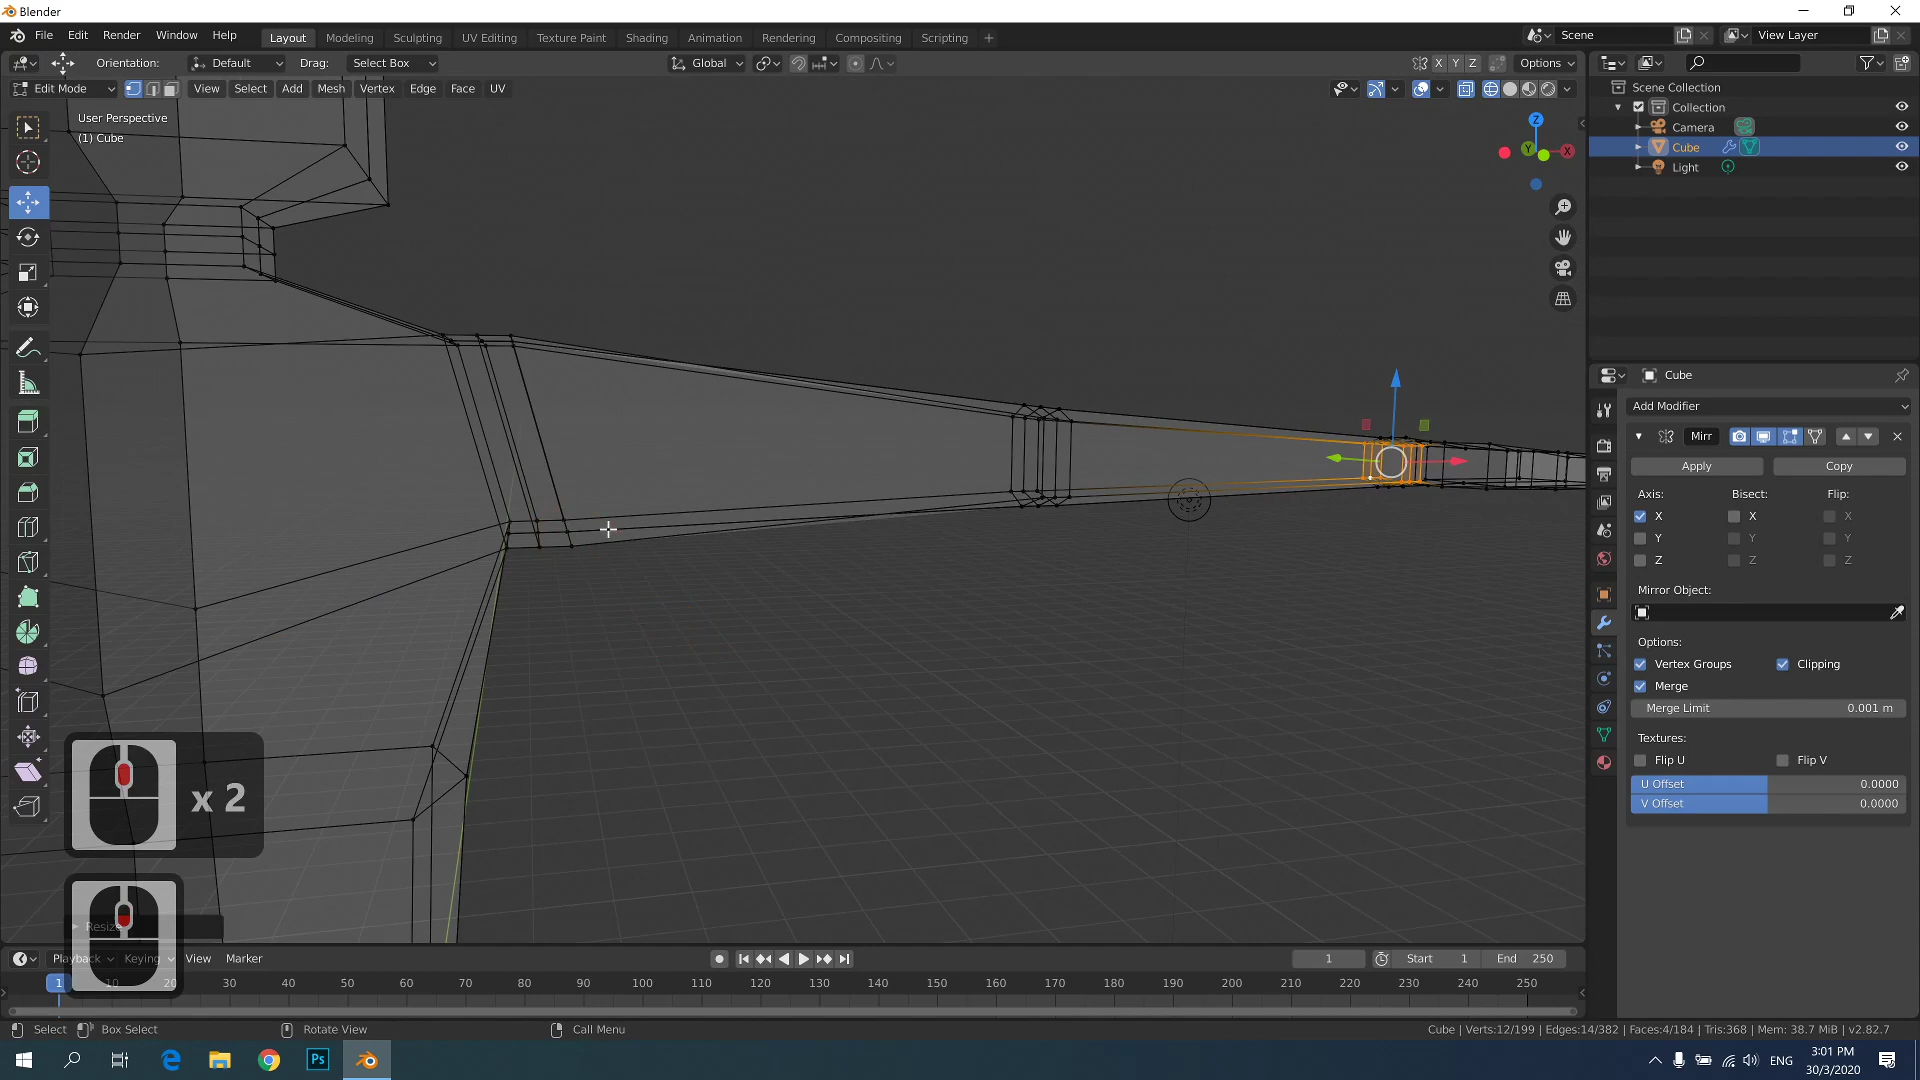 Blender
File Edit Render Window Help Layout Modeling Sculpting UV Editing Texture Paint Shading Animation Rendering Compositing Scripting + Scene View Layer
Orientation: Default Drag: Select Box Global X Y Z Options
Edit Mode View Select Add Mesh Vertex Edge Face UV
User Perspective
(1) Cube
Z
X
Y
Scene Collection
Collection
Camera
Cube
Light
Cube
Add Modifier
Mirr
Apply Copy
Axis: Bisect: Flip:
X X X
Y Y Y
Z Z Z
Mirror Object:
Options:
Vertex Groups Clipping
Merge
Merge Limit 0.001 m
Textures:
Flip U Flip V
U Offset 0.0000
V Offset 0.0000
x 2
Resize
Playback Keying View Marker 1 Start 1 End 250
1 10 20 30 40 50 60 70 80 90 100 110 120 130 140 150 160 170 180 190 200 210 220 230 240 250
Select Box Select Rotate View Call Menu Cube | Verts:12/199 | Edges:14/382 | Faces:4/184 | Tris:368 | Mem: 38.7 MiB | v2.82.7
Ps
ENG
3:01 PM
30/3/2020